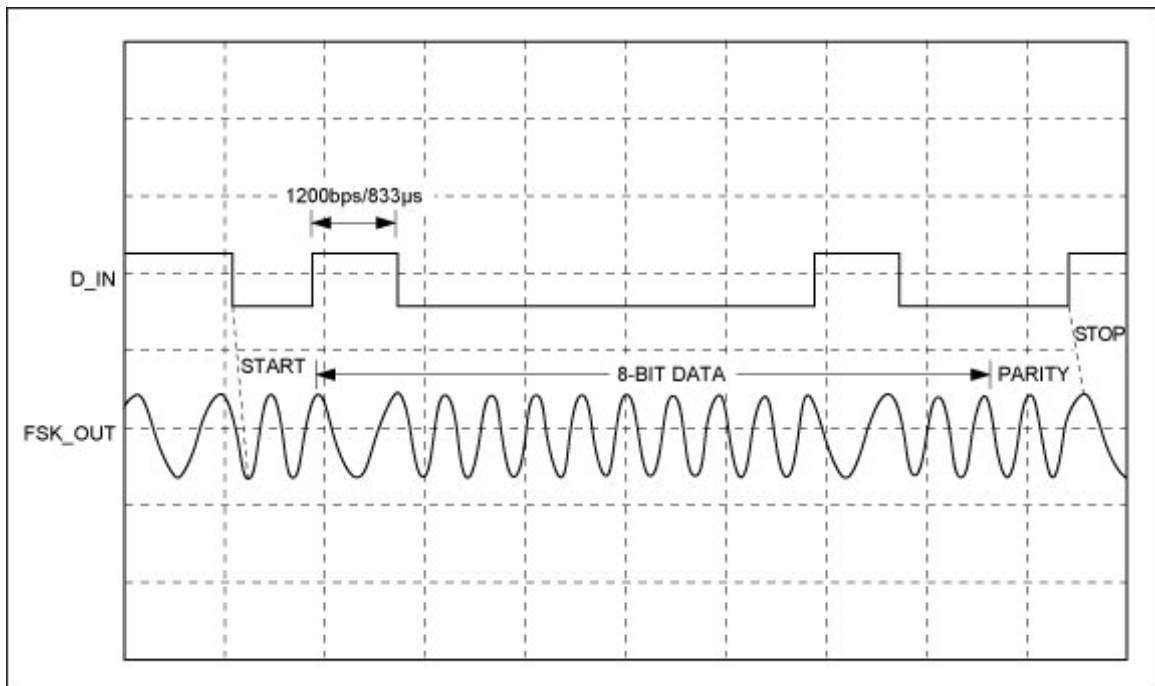 1200bps/833µs
D_IN
STOP
START
8-BIT DATA
PARITY
FSK_OUT